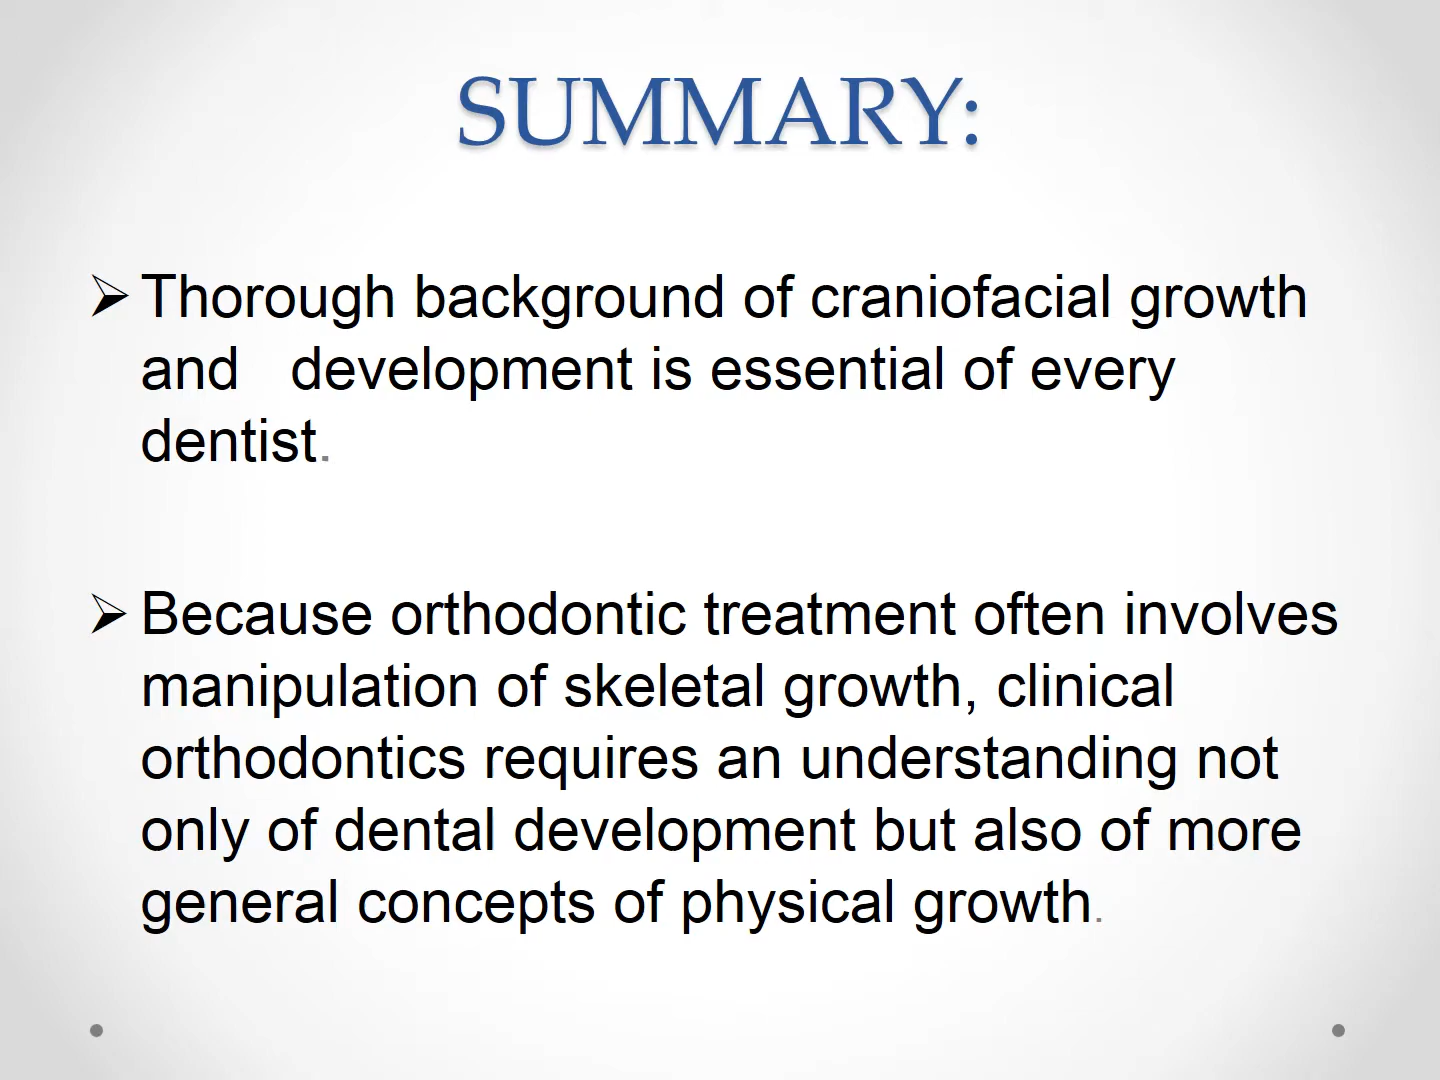 SUMMARY:
➢ Thorough background of craniofacial growth
and development is essential of every
dentist.
➢ Because orthodontic treatment often involves
manipulation of skeletal growth, clinical
orthodontics requires an understanding not
only of dental development but also of more
general concepts of physical growth.